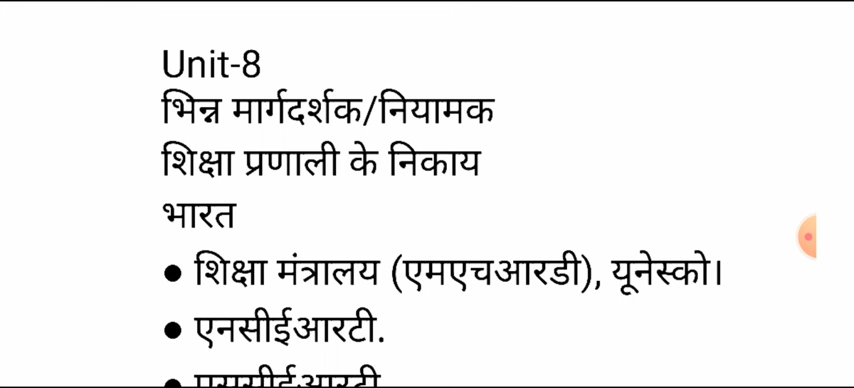 Unit-8
भिन्न मार्गदर्शक/नियामक
शिक्षा प्रणाली के निकाय
भारत
● शिक्षा मंत्रालय (एमएचआरडी), यूनेस्को।
● एनसीईआरटी.